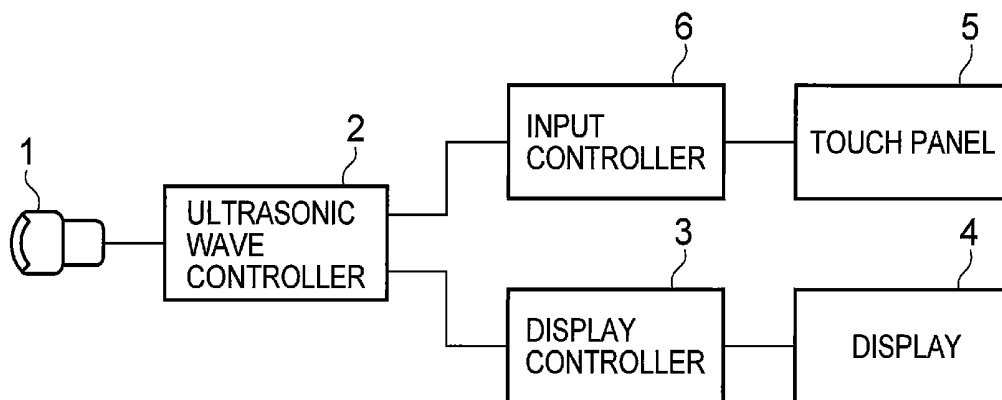 6
5
INPUT
CONTROLLER
TOUCH PANEL
1
2
ULTRASONIC
WAVE
CONTROLLER
3
4
DISPLAY
CONTROLLER
DISPLAY